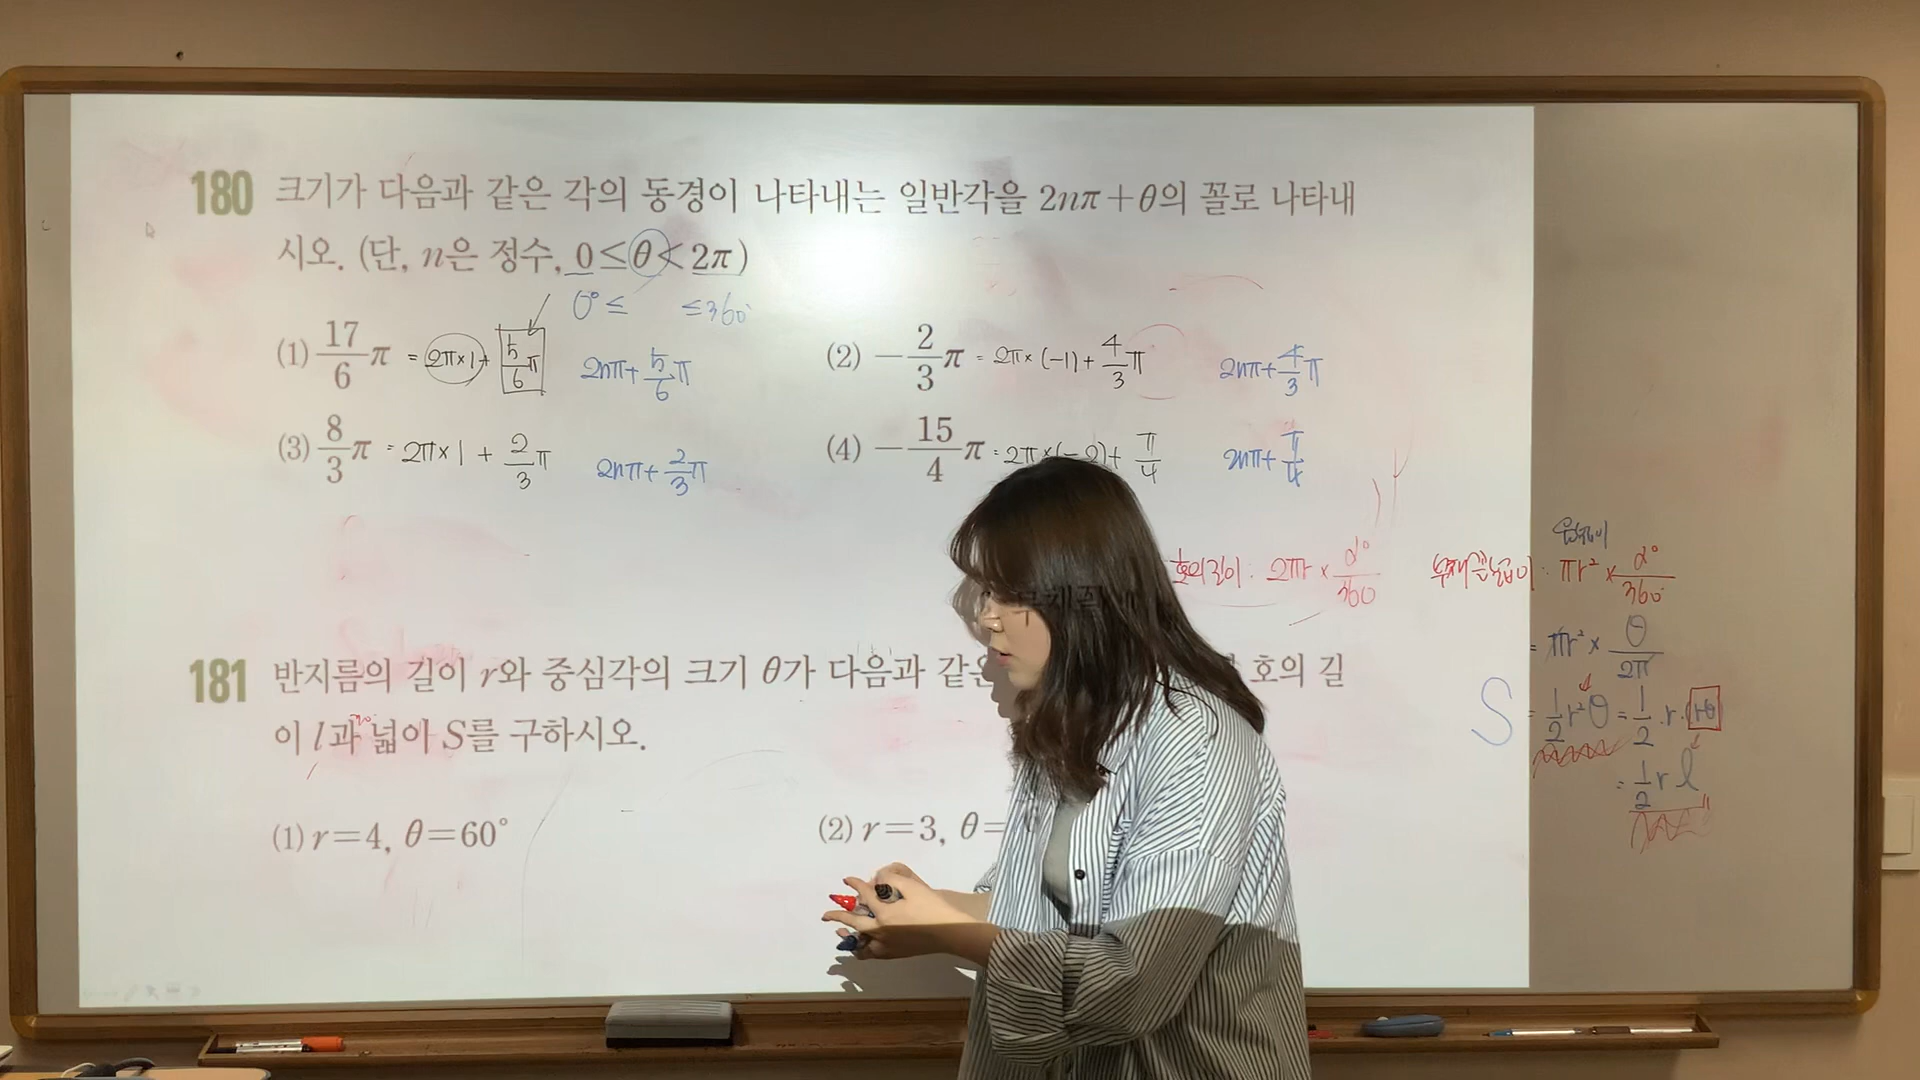 180 크기가 다음과 같은 각의 동경이 나타내는 일반각을 2nπ+θ의 꼴로 나타내
시오. (단, n은 정수, 0≤θ<2π)
0° ≤ ≤360°
(1) 17/6 π = 2π×1+ 5/6 π 2nπ+ 5/6 π
(2) −2/3 π = 2π×(−1)+ 4/3 π 2nπ+ 4/3 π
(3) 8/3 π = 2π×1 + 2/3 π 2nπ+ 2/3 π
(4) −15/4 π = 2π×(−2)+ π/4 2nπ+ π/4
호의길이: 2πr × α°/360°
부채꼴넓이: πr² × α°/360°
= πr² × θ/2π
S = 1/2 r²θ = 1/2 ·r·(rθ)
= 1/2 r l
181 반지름의 길이 r와 중심각의 크기 θ가 다음과 같은 호의 길
이 l과 넓이 S를 구하시오.
(1) r=4, θ=60°
(2) r=3, θ=